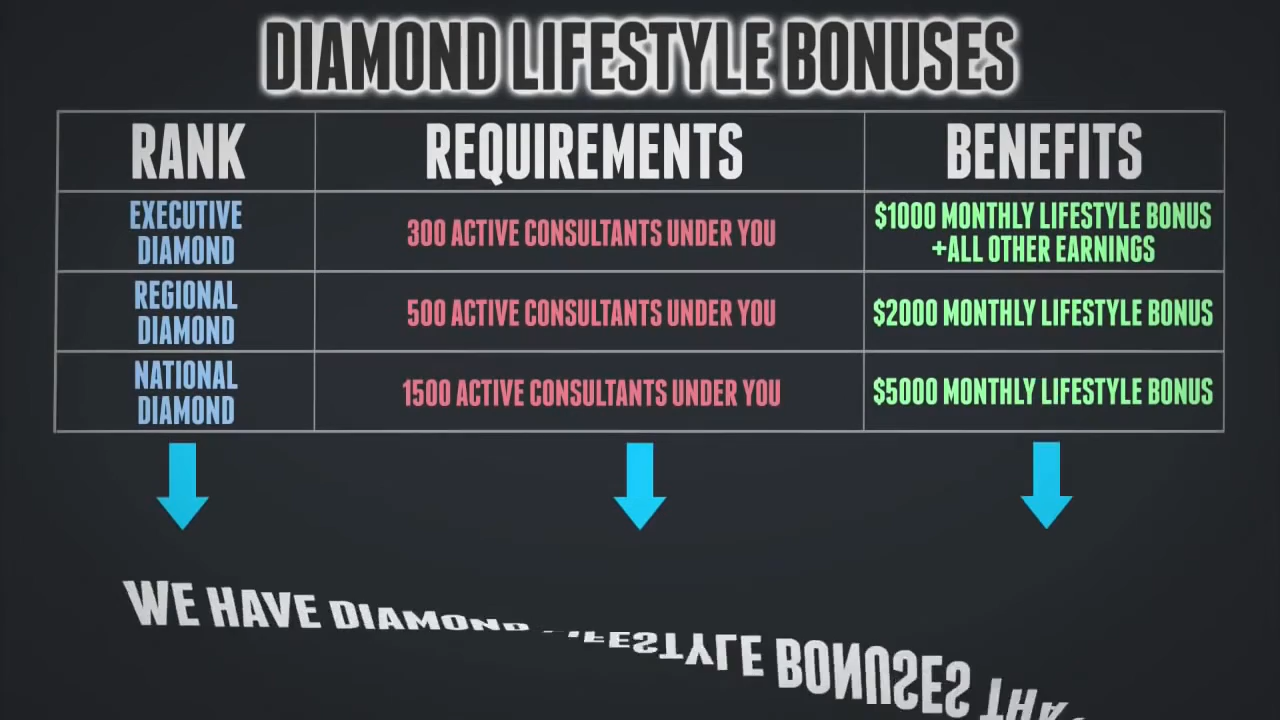 DIAMOND LIFESTYLE BONUSES
RANK
REQUIREMENTS
BENEFITS
EXECUTIVE
DIAMOND
300 ACTIVE CONSULTANTS UNDER YOU
$1000 MONTHLY LIFESTYLE BONUS
+ALL OTHER EARNINGS
REGIONAL
DIAMOND
500 ACTIVE CONSULTANTS UNDER YOU
$2000 MONTHLY LIFESTYLE BONUS
NATIONAL
DIAMOND
1500 ACTIVE CONSULTANTS UNDER YOU
$5000 MONTHLY LIFESTYLE BONUS
WE HAVE DIAMOND LIFESTYLE BONUSES